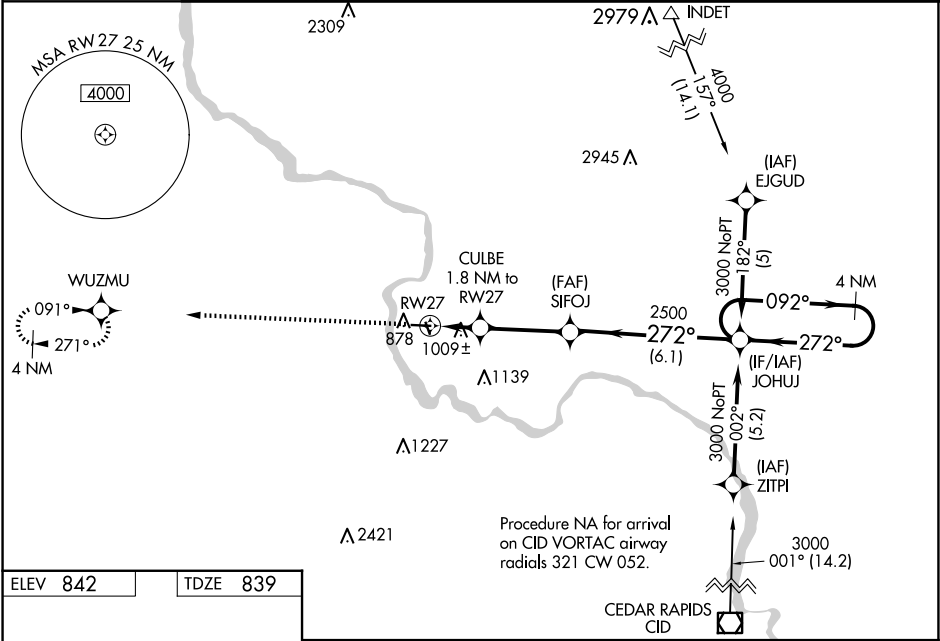 2309
2979
INDET
MSA RW27 25 NM
4000
4000
157°
(14.1)
2945
(IAF)
EJGUD
3000 NoPT
182°
(5)
4 NM
092°
WUZMU
091°
271°
4 NM
CULBE
1.8 NM to
RW27
(FAF)
SIFOJ
RW27
878
1009±
2500
272°
(6.1)
272°
(IF/IAF)
JOHUJ
1139
3000 NoPT
002°
(5.2)
1227
(IAF)
ZITPI
2421
Procedure NA for arrival
on CID VORTAC airway
radials 321 CW 052.
3000
001° (14.2)
ELEV 842
TDZE 839
CEDAR RAPIDS
CID